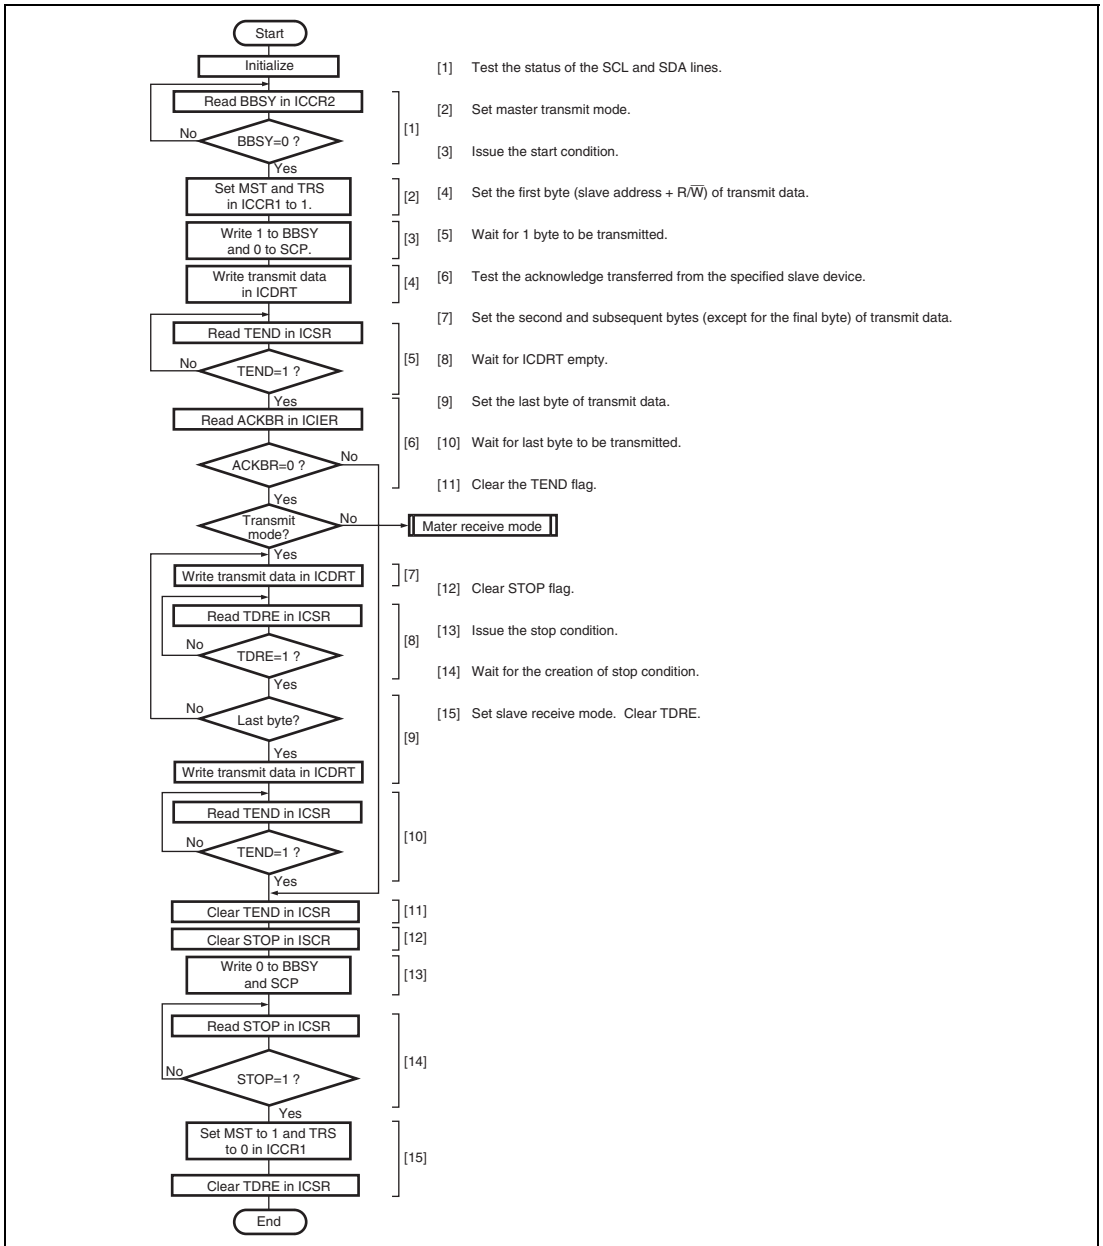 Start
Initialize
Read BBSY in ICCR2
BBSY=0 ?
No
Yes
[1]
Set MST and TRS
in ICCR1 to 1.
[2]
Write 1 to BBSY
and 0 to SCP.
[3]
Write transmit data
in ICDRT
[4]
Read TEND in ICSR
TEND=1 ?
No
Yes
[5]
Read ACKBR in ICIER
ACKBR=0 ?
No
Yes
[6]
Transmit
mode?
No
Yes
Mater receive mode
Write transmit data in ICDRT
[7]
Read TDRE in ICSR
TDRE=1 ?
No
Yes
[8]
Last byte?
No
Yes
[9]
Write transmit data in ICDRT
Read TEND in ICSR
TEND=1 ?
No
Yes
[10]
Clear TEND in ICSR
[11]
Clear STOP in ISCR
[12]
Write 0 to BBSY
and SCP
[13]
Read STOP in ICSR
STOP=1 ?
No
Yes
[14]
Set MST to 1 and TRS
to 0 in ICCR1
[15]
Clear TDRE in ICSR
End
[1] Test the status of the SCL and SDA lines.
[2] Set master transmit mode.
[3] Issue the start condition.
[4] Set the first byte (slave address + R/W̅) of transmit data.
[5] Wait for 1 byte to be transmitted.
[6] Test the acknowledge transferred from the specified slave device.
[7] Set the second and subsequent bytes (except for the final byte) of transmit data.
[8] Wait for ICDRT empty.
[9] Set the last byte of transmit data.
[10] Wait for last byte to be transmitted.
[11] Clear the TEND flag.
[12] Clear STOP flag.
[13] Issue the stop condition.
[14] Wait for the creation of stop condition.
[15] Set slave receive mode. Clear TDRE.